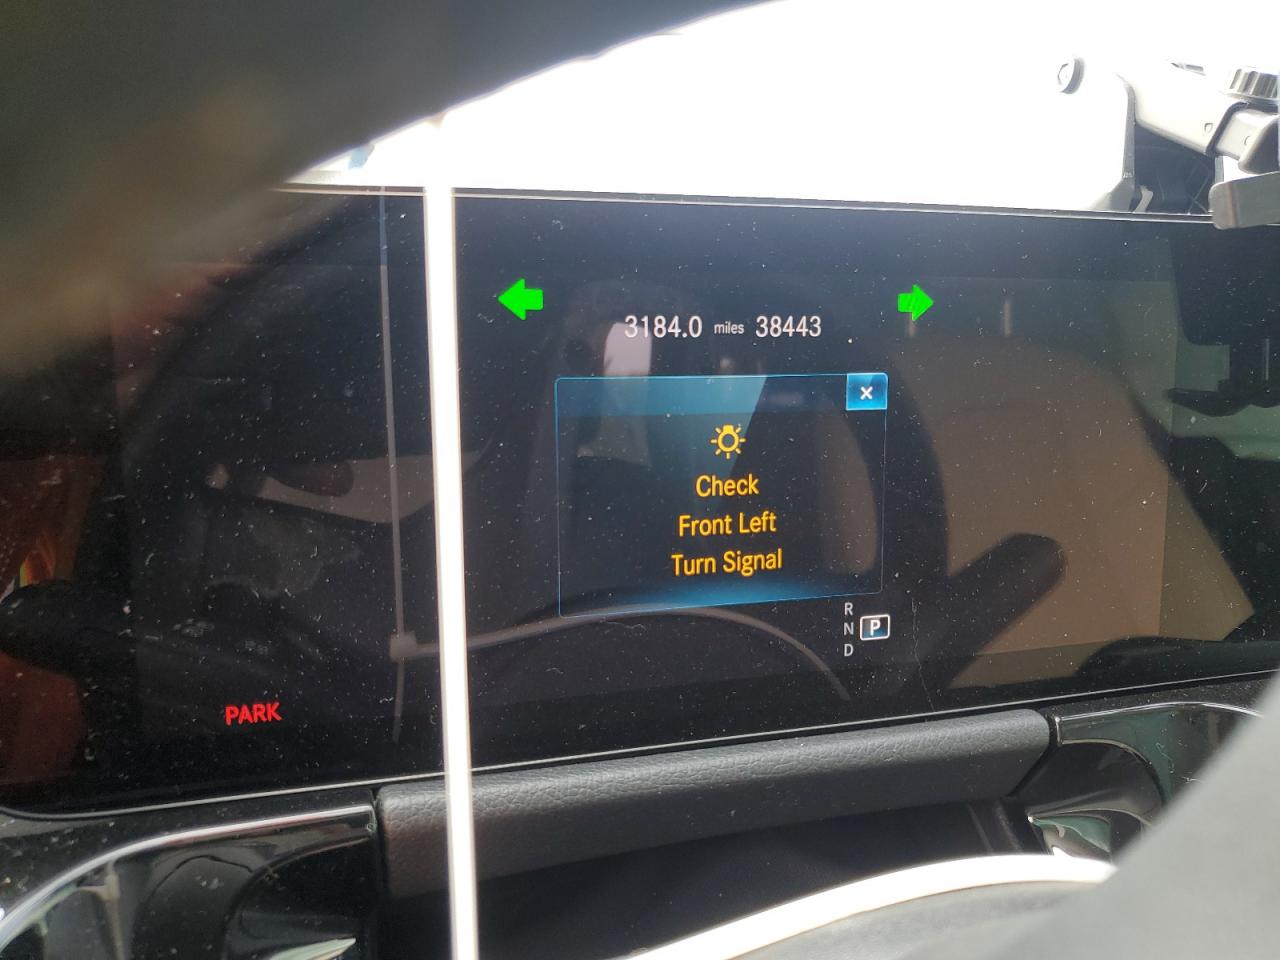 3184.0 miles 38443
Check
Front Left
Turn Signal
R
N P
D
PARK